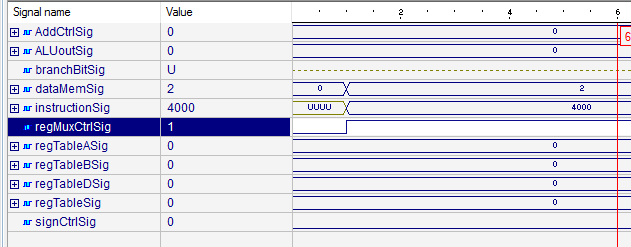 Signal name Value 2 4 6
AddCtrlSig 0 0 6
ALUoutSig 0 0
branchBitSig U
dataMemSig 2 0 2
instructionSig 4000 UUUU 4000
regMuxCtrlSig 1
regTableASig 0 0
regTableBSig 0 0
regTableDSig 0 0
regTableSig 0 0
signCtrlSig 0